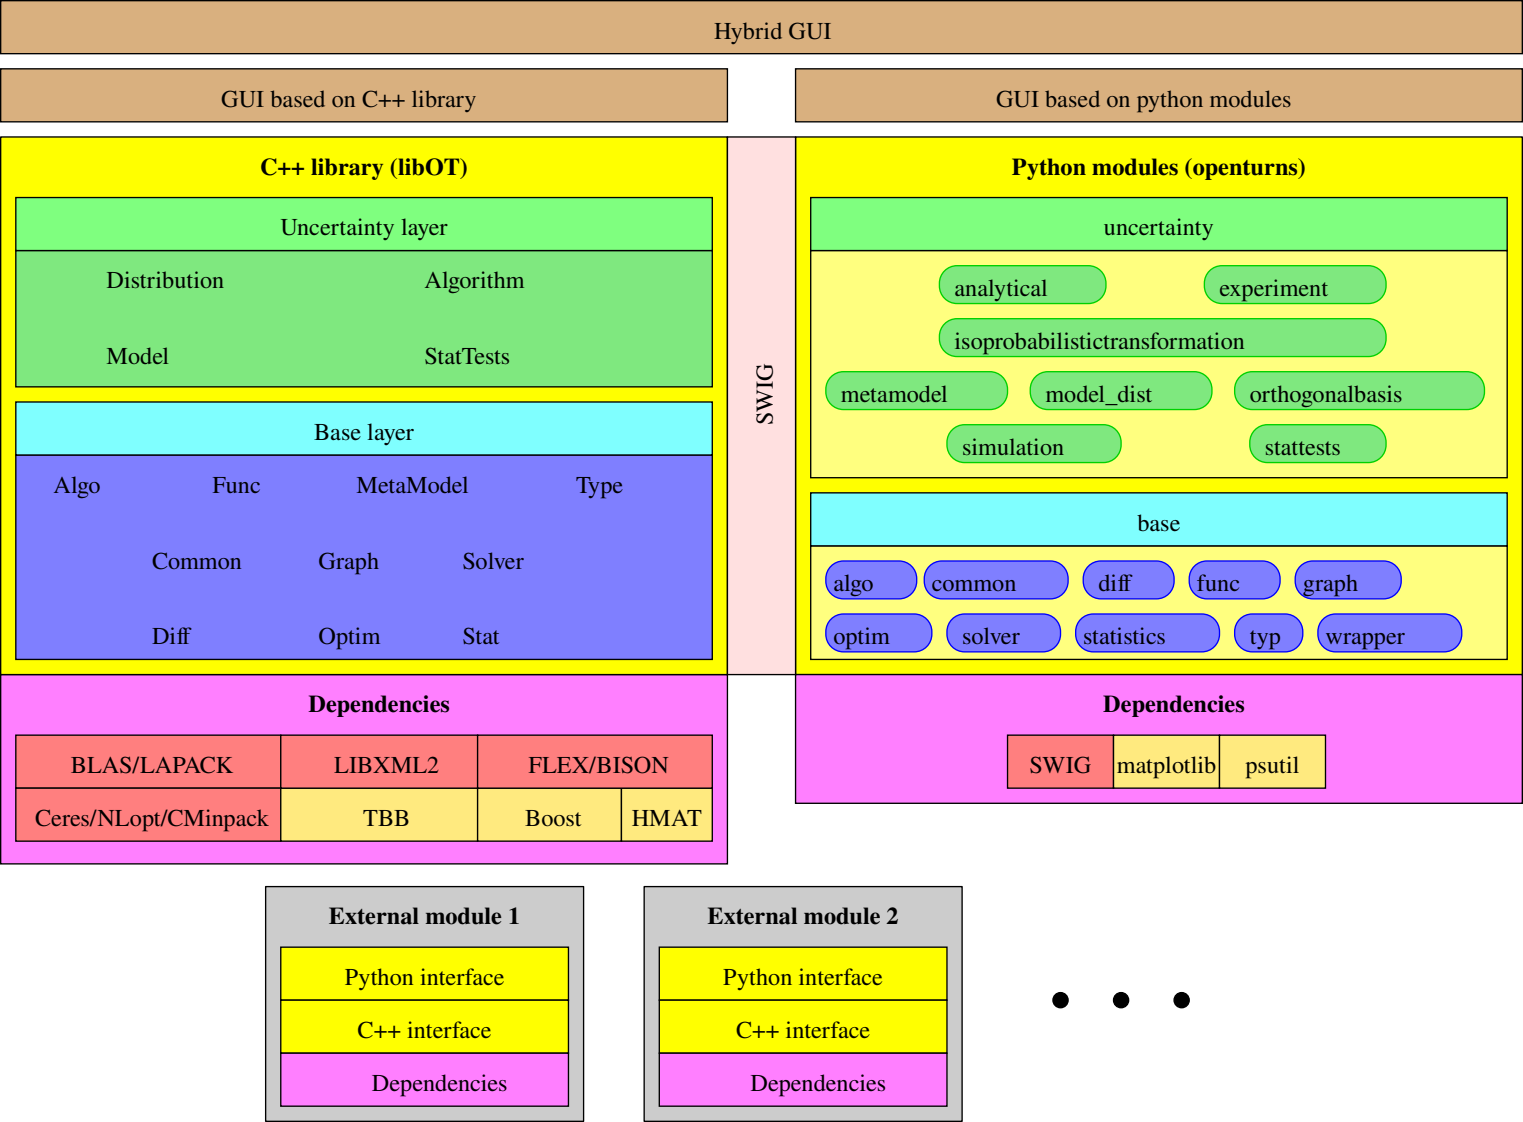 Hybrid GUI
GUI based on C++ library
GUI based on python modules
C++ library (libOT)
Uncertainty layer
Distribution Algorithm
Model StatTests
Base layer
Algo Func MetaModel Type
Common Graph Solver
Diff Optim Stat
SWIG
Python modules (openturns)
uncertainty
analytical experiment
isoprobabilistictransformation
metamodel model_dist orthogonalbasis
simulation stattests
base
algo common diff func graph
optim solver statistics typ wrapper
Dependencies
BLAS/LAPACK LIBXML2 FLEX/BISON
Ceres/NLopt/CMinpack TBB Boost HMAT
Dependencies
SWIG matplotlib psutil
External module 1
Python interface
C++ interface
Dependencies
External module 2
Python interface
C++ interface
Dependencies